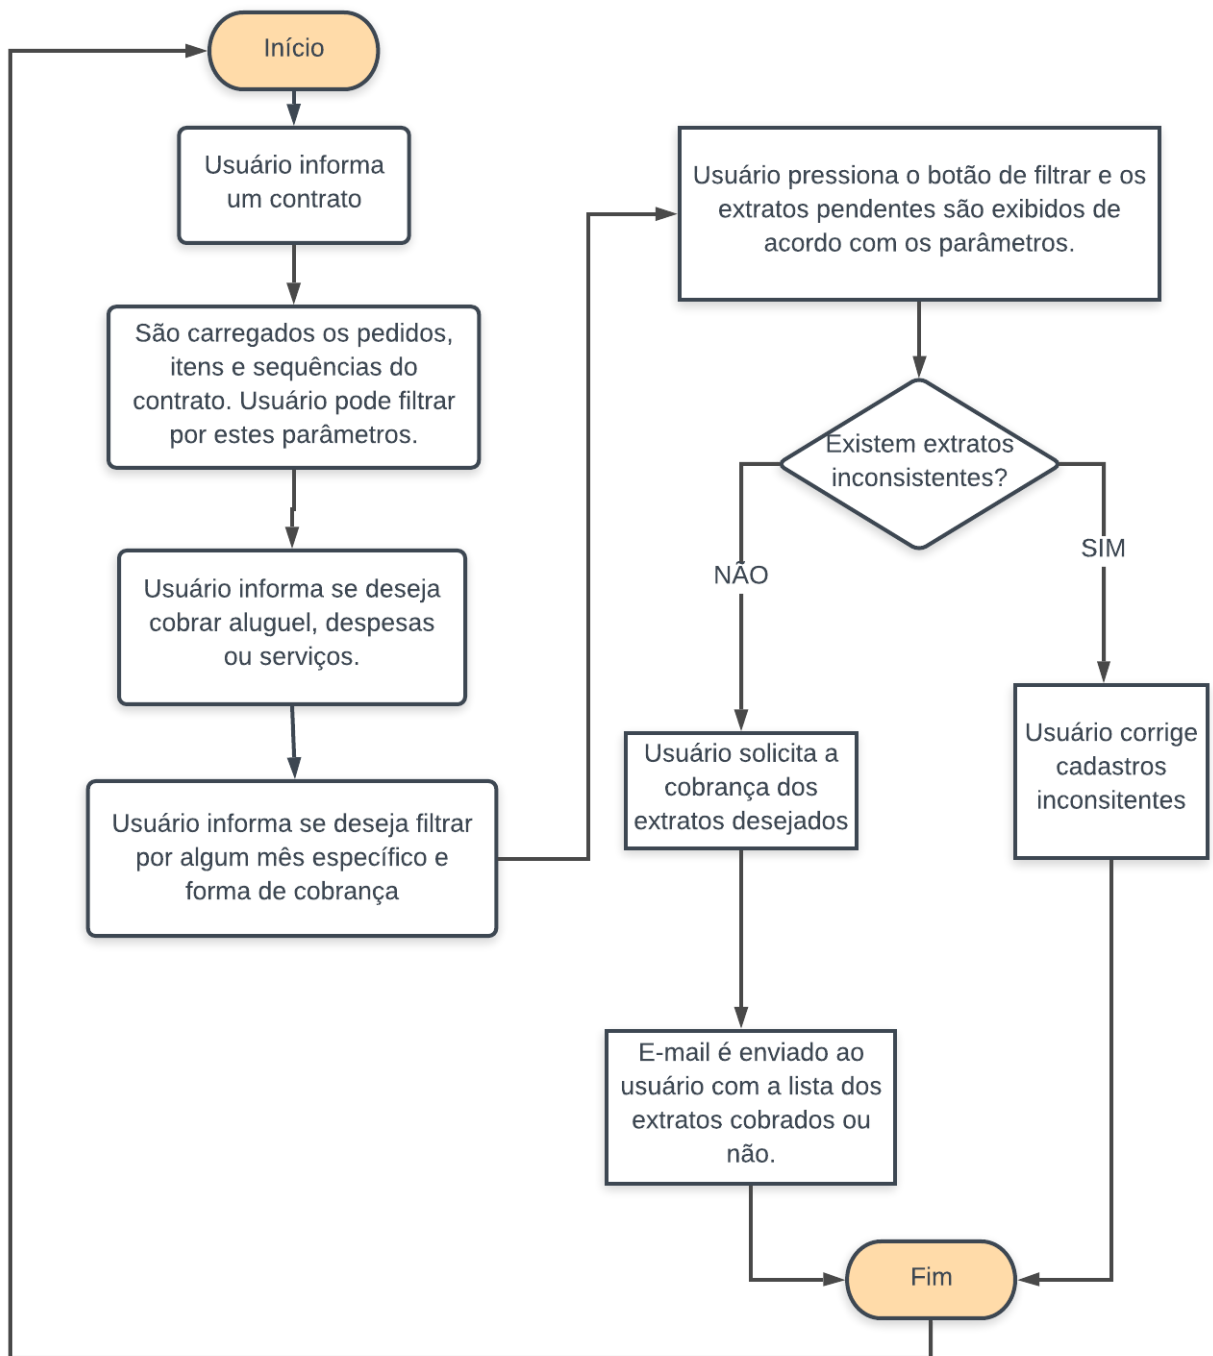 Início
Usuário informa
um contrato
São carregados os pedidos,
itens e sequências do
contrato. Usuário pode filtrar
por estes parâmetros.
Usuário informa se deseja
cobrar aluguel, despesas
ou serviços.
Usuário informa se deseja filtrar
por algum mês específico e
forma de cobrança
Usuário pressiona o botão de filtrar e os
extratos pendentes são exibidos de
acordo com os parâmetros.
Existem extratos
inconsistentes?
NÃO
SIM
Usuário solicita a
cobrança dos
extratos desejados
Usuário corrige
cadastros
inconsitentes
E-mail é enviado ao
usuário com a lista dos
extratos cobrados ou
não.
Fim